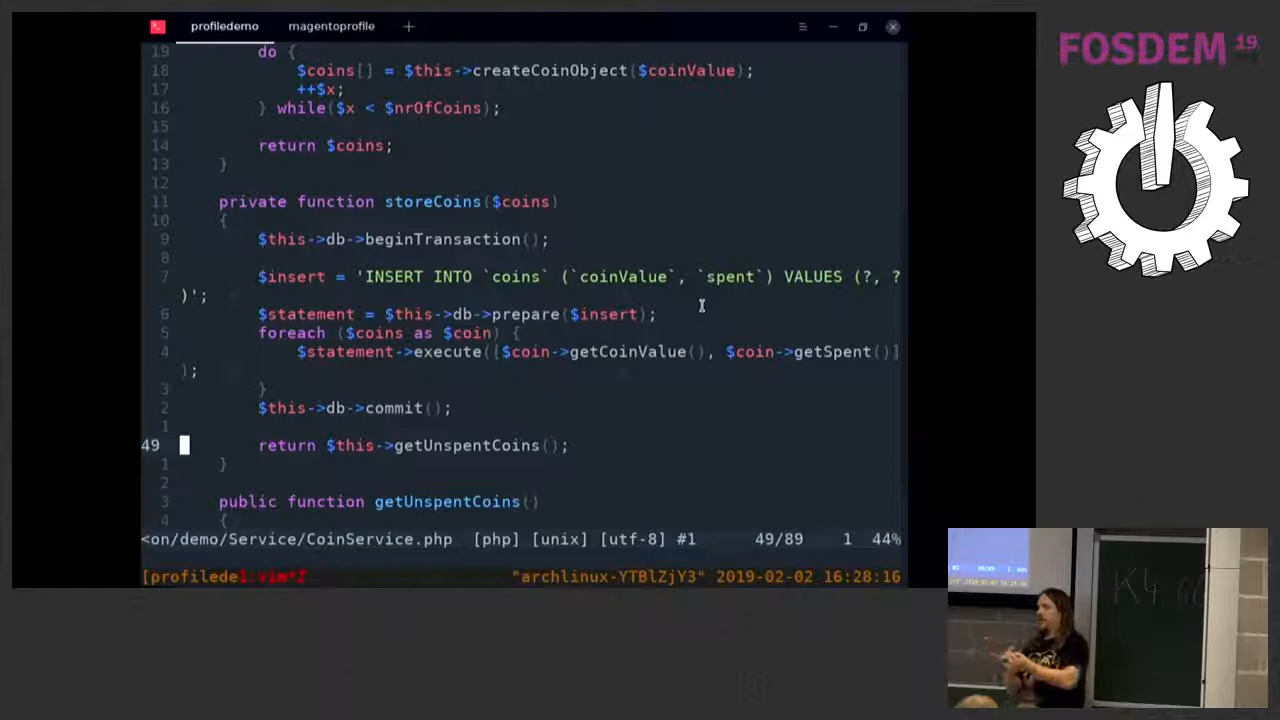 profiledemo magentoprofile
FOSDEM 19
19 do {
18 $coins[] = $this->createCoinObject($coinValue);
17 ++$x;
16 } while($x < $nrOfCoins);
15
14 return $coins;
13 }
12
11 private function storeCoins($coins)
10 {
9 $this->db->beginTransaction();
8
7 $insert = 'INSERT INTO `coins` (`coinValue`, `spent`) VALUES (?, ?
)';
6 $statement = $this->db->prepare($insert);
5 foreach ($coins as $coin) {
4 $statement->execute([$coin->getCoinValue(), $coin->getSpent()]
);
3 }
2 $this->db->commit();
1
49 return $this->getUnspentCoins();
1 }
2
3 public function getUnspentCoins()
4 {
<on/demo/Service/CoinService.php [php] [unix] [utf-8] #1 49/89 1 44%
[profilede1:vim*Z "archlinux-YTBlZjY3" 2019-02-02 16:28:16
K4